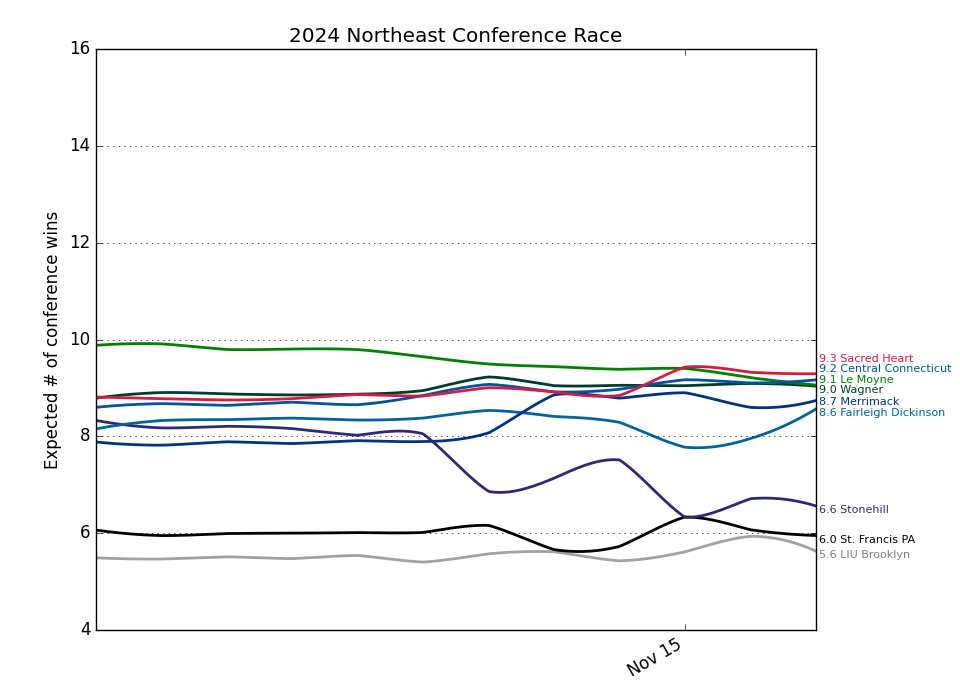 2024 Northeast Conference Race
Expected # of conference wins
16
14
12
10
8
6
4
Nov 15
9.3 Sacred Heart
9.2 Central Connecticut
9.1 Le Moyne
9.0 Wagner
8.7 Merrimack
8.6 Fairleigh Dickinson
6.6 Stonehill
6.0 St. Francis PA
5.6 LIU Brooklyn